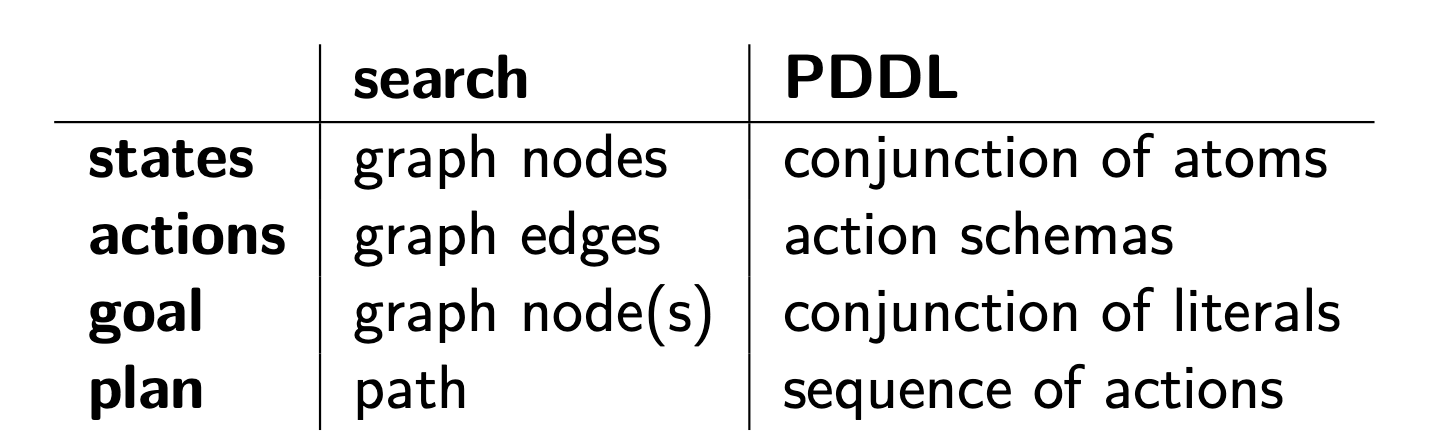 search PDDL
states graph nodes conjunction of atoms
actions graph edges action schemas
goal graph node(s) conjunction of literals
plan path sequence of actions